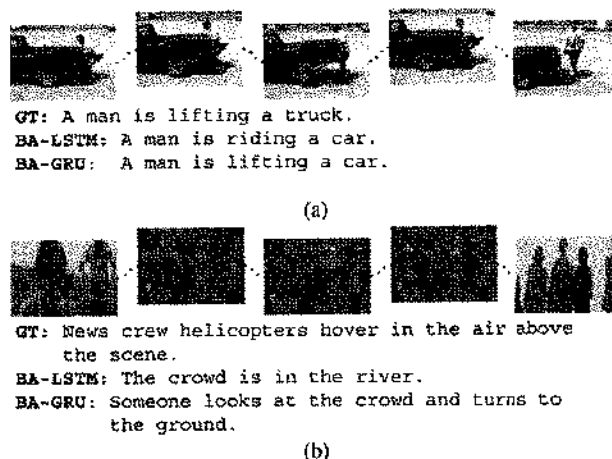 GT: A man is lifting a truck.
BA-LSTM: A man is riding a car.
BA-GRU: A man is lifting a car.
(a)
GT: News crew helicopters hover in the air above
the scene.
BA-LSTM: The crowd is in the river.
BA-GRU: Someone looks at the crowd and turns to
the ground.
(b)